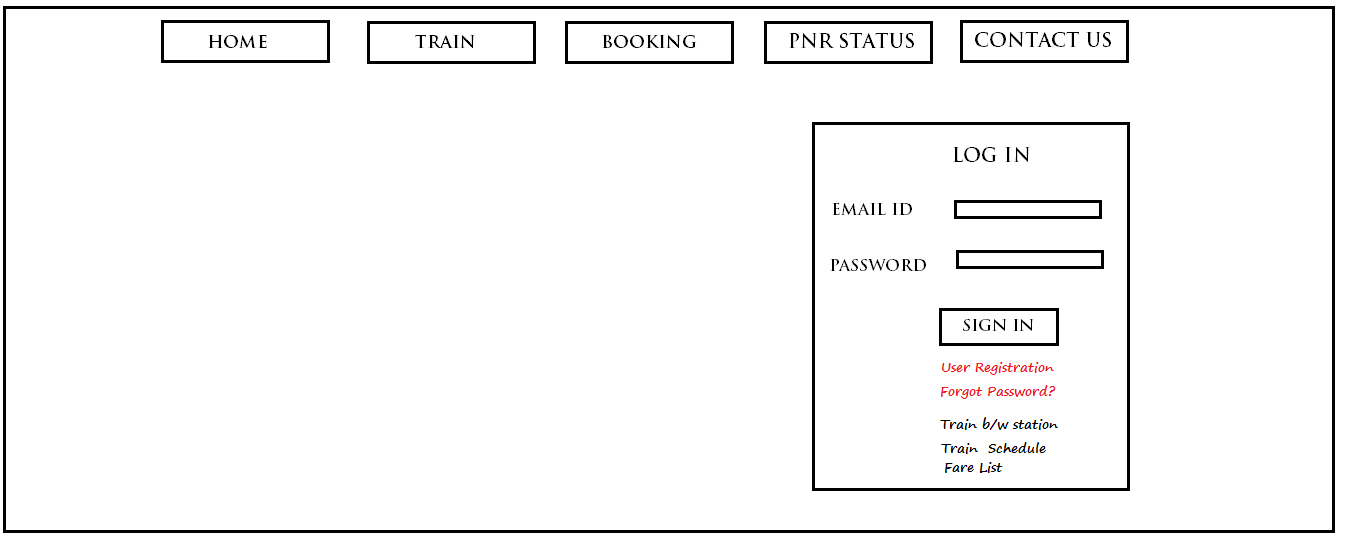 HOME TRAIN BOOKING PNR STATUS CONTACT US
LOG IN
EMAIL ID
PASSWORD
SIGN IN
User Registration
Forgot Password?
Train b/w station
Train Schedule
Fare List